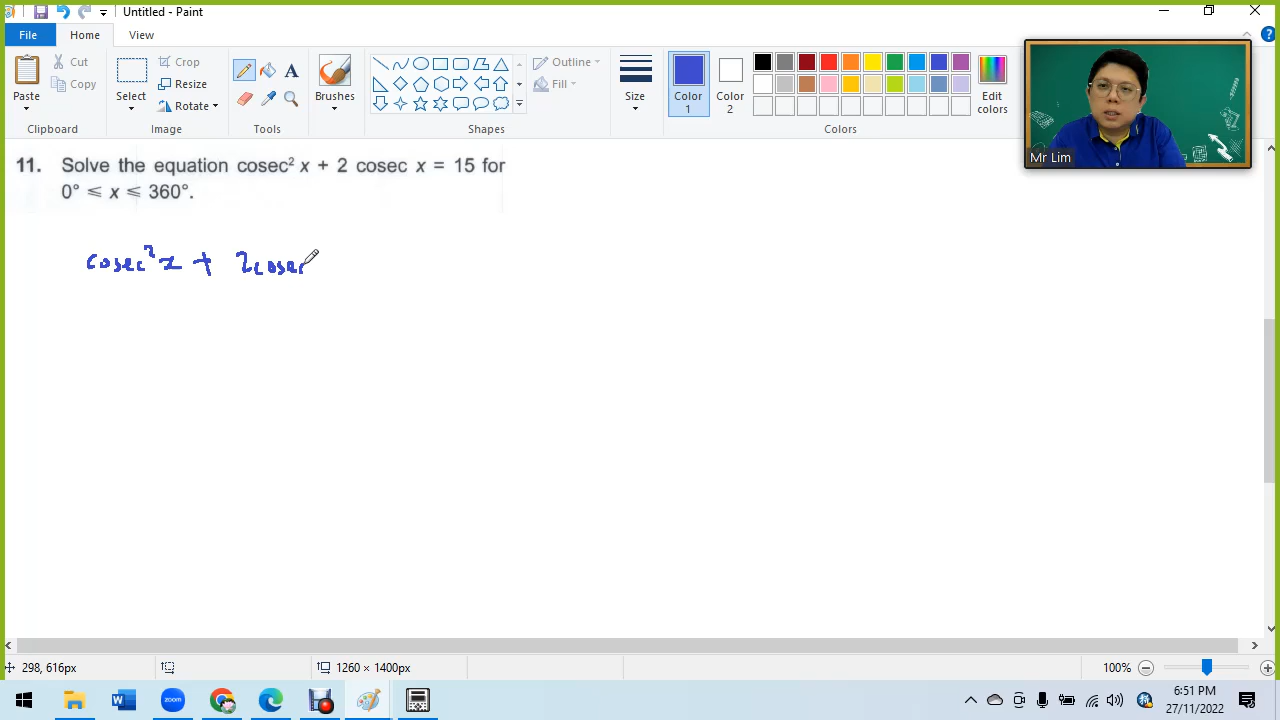 Untitled - Paint
File Home View
Paste Cut Copy Clipboard
Select Crop Resize Rotate Image
Tools
Brushes
Outline Fill Shapes
Size
Color 1 Color 2 Edit colors Colors
Mr Lim
11. Solve the equation cosec² x + 2 cosec x = 15 for
0° ⩽ x ⩽ 360°.
cosec²x + 2cosec
298, 616px 1260 × 1400px 100%
zoom
6:51 PM
27/11/2022